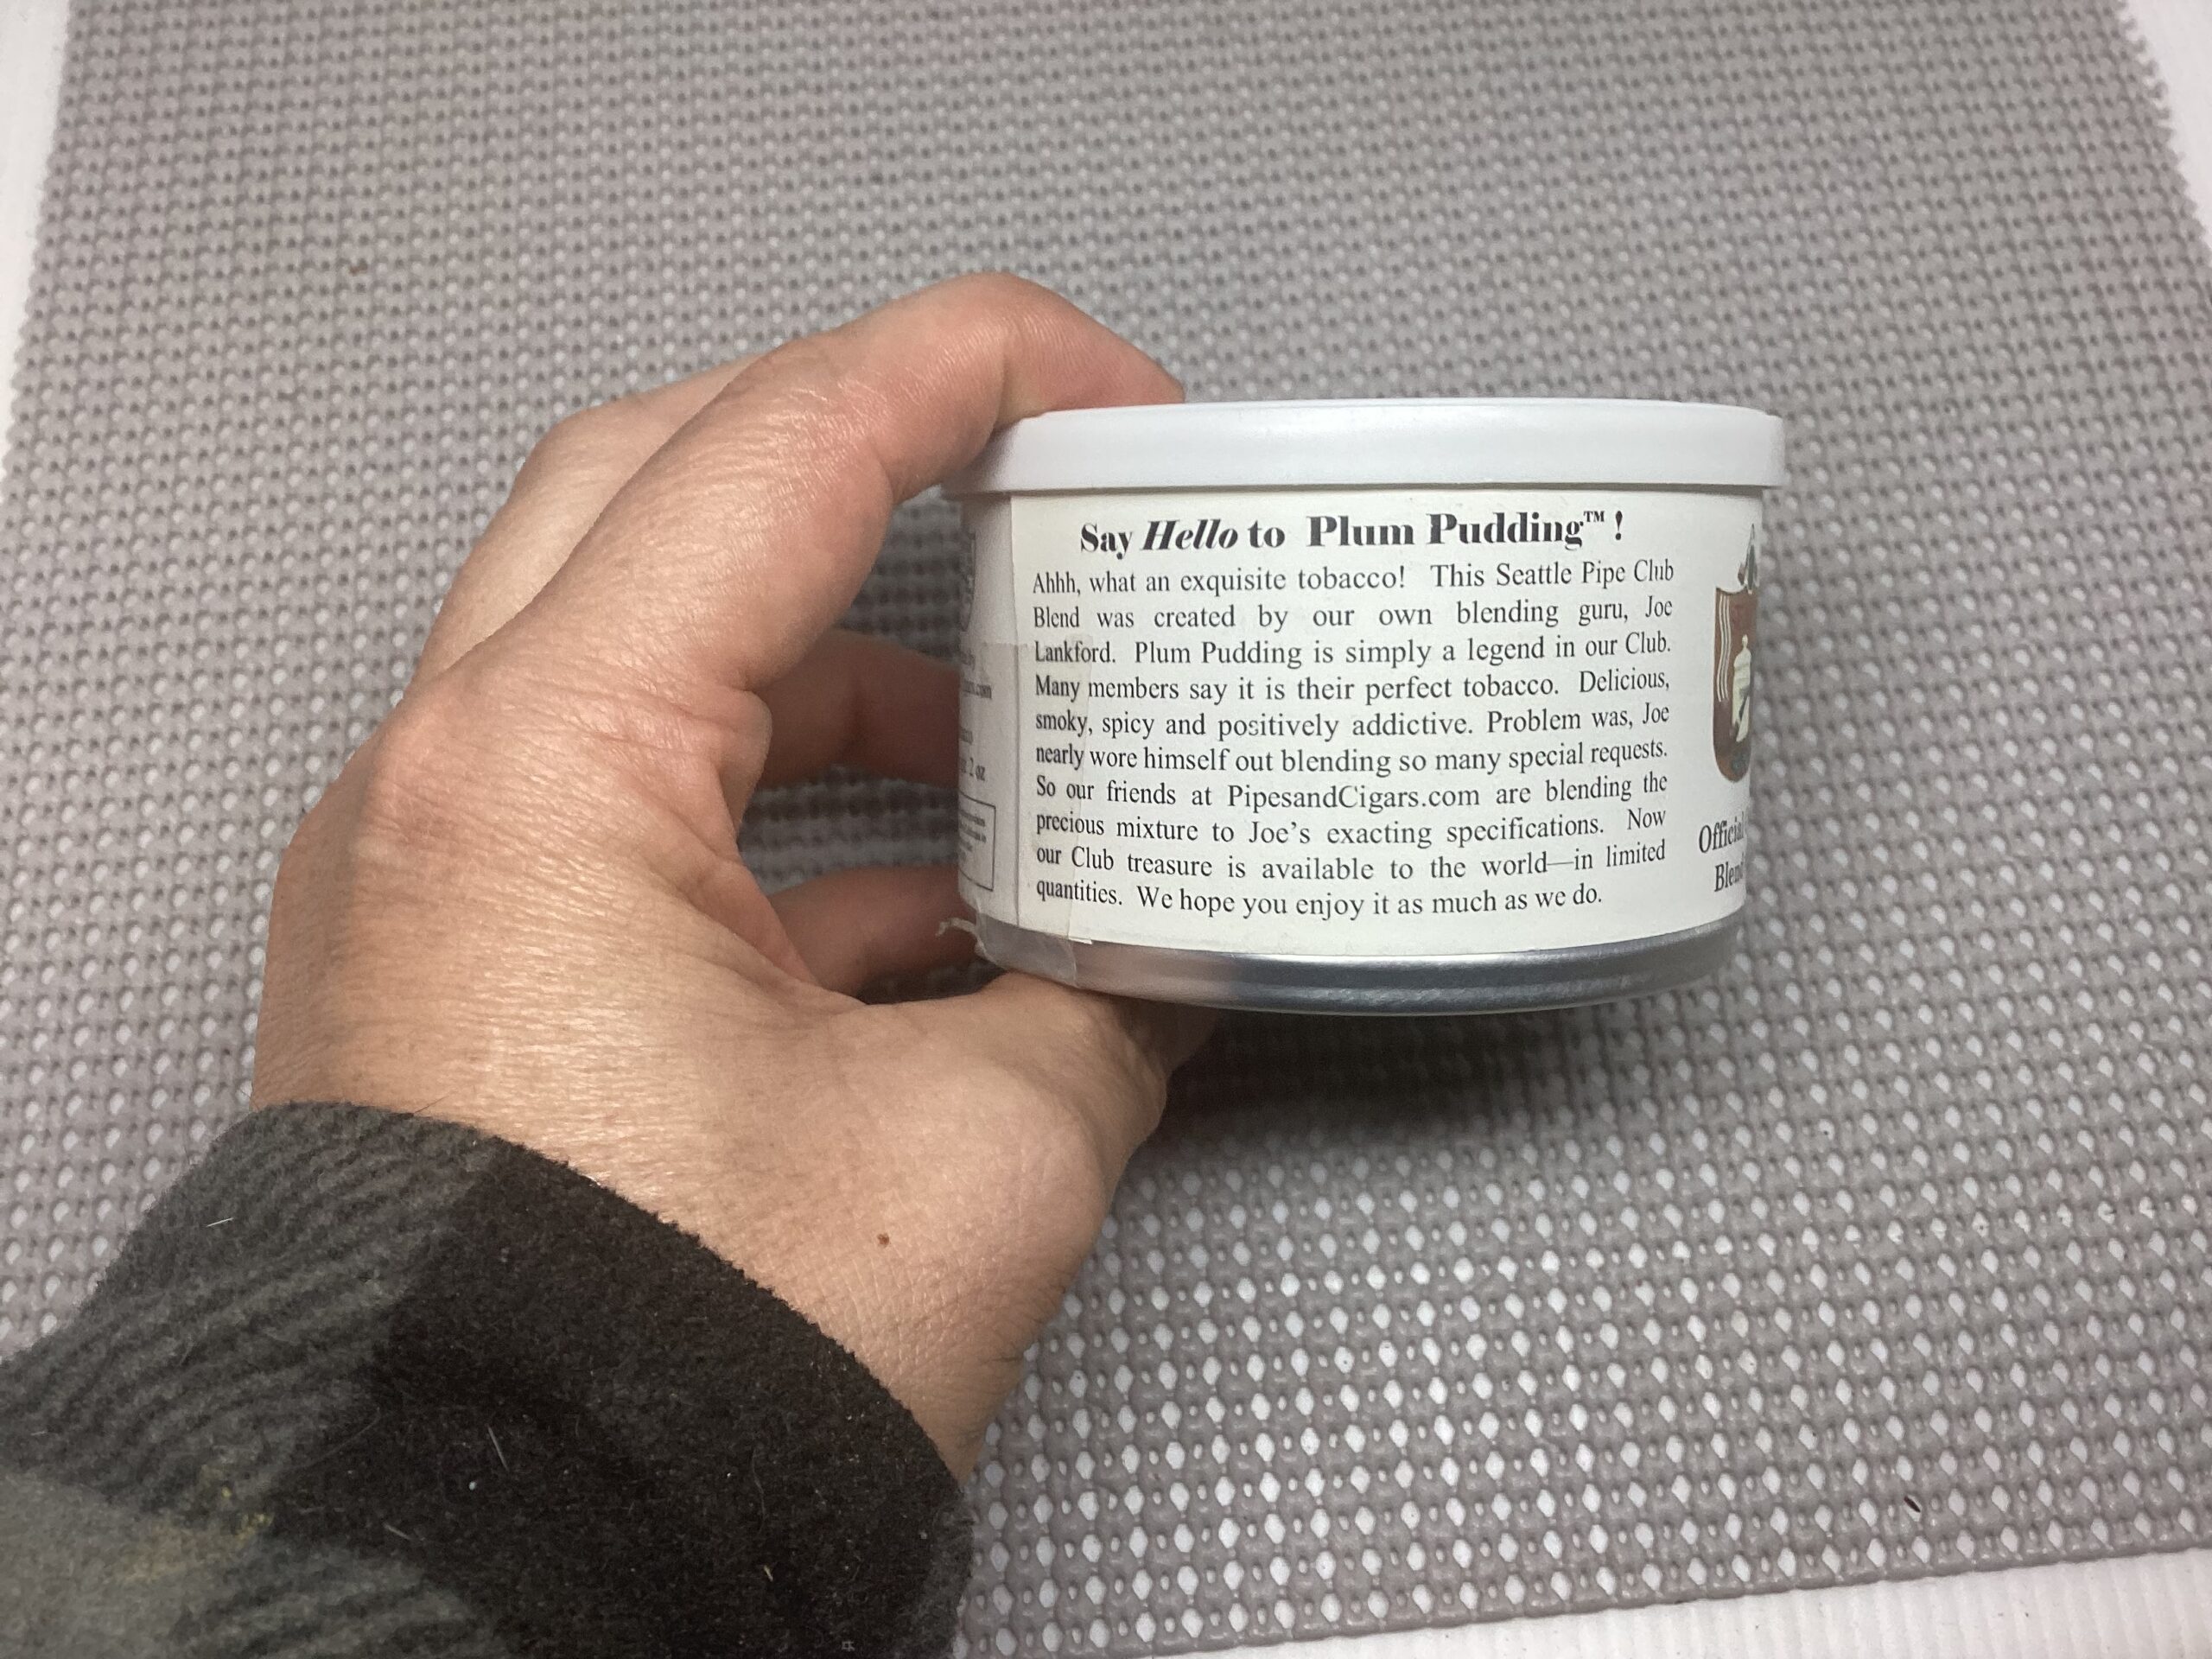 Say Hello to Plum Pudding™ !
Ahhh, what an exquisite tobacco! This Seattle Pipe Club
Blend was created by our own blending guru, Joe
Lankford. Plum Pudding is simply a legend in our Club.
Many members say it is their perfect tobacco. Delicious,
smoky, spicy and positively addictive. Problem was, Joe
nearly wore himself out blending so many special requests.
So our friends at PipesandCigars.com are blending the
precious mixture to Joe's exacting specifications. Now
our Club treasure is available to the world—in limited
quantities. We hope you enjoy it as much as we do.
2 oz
Official